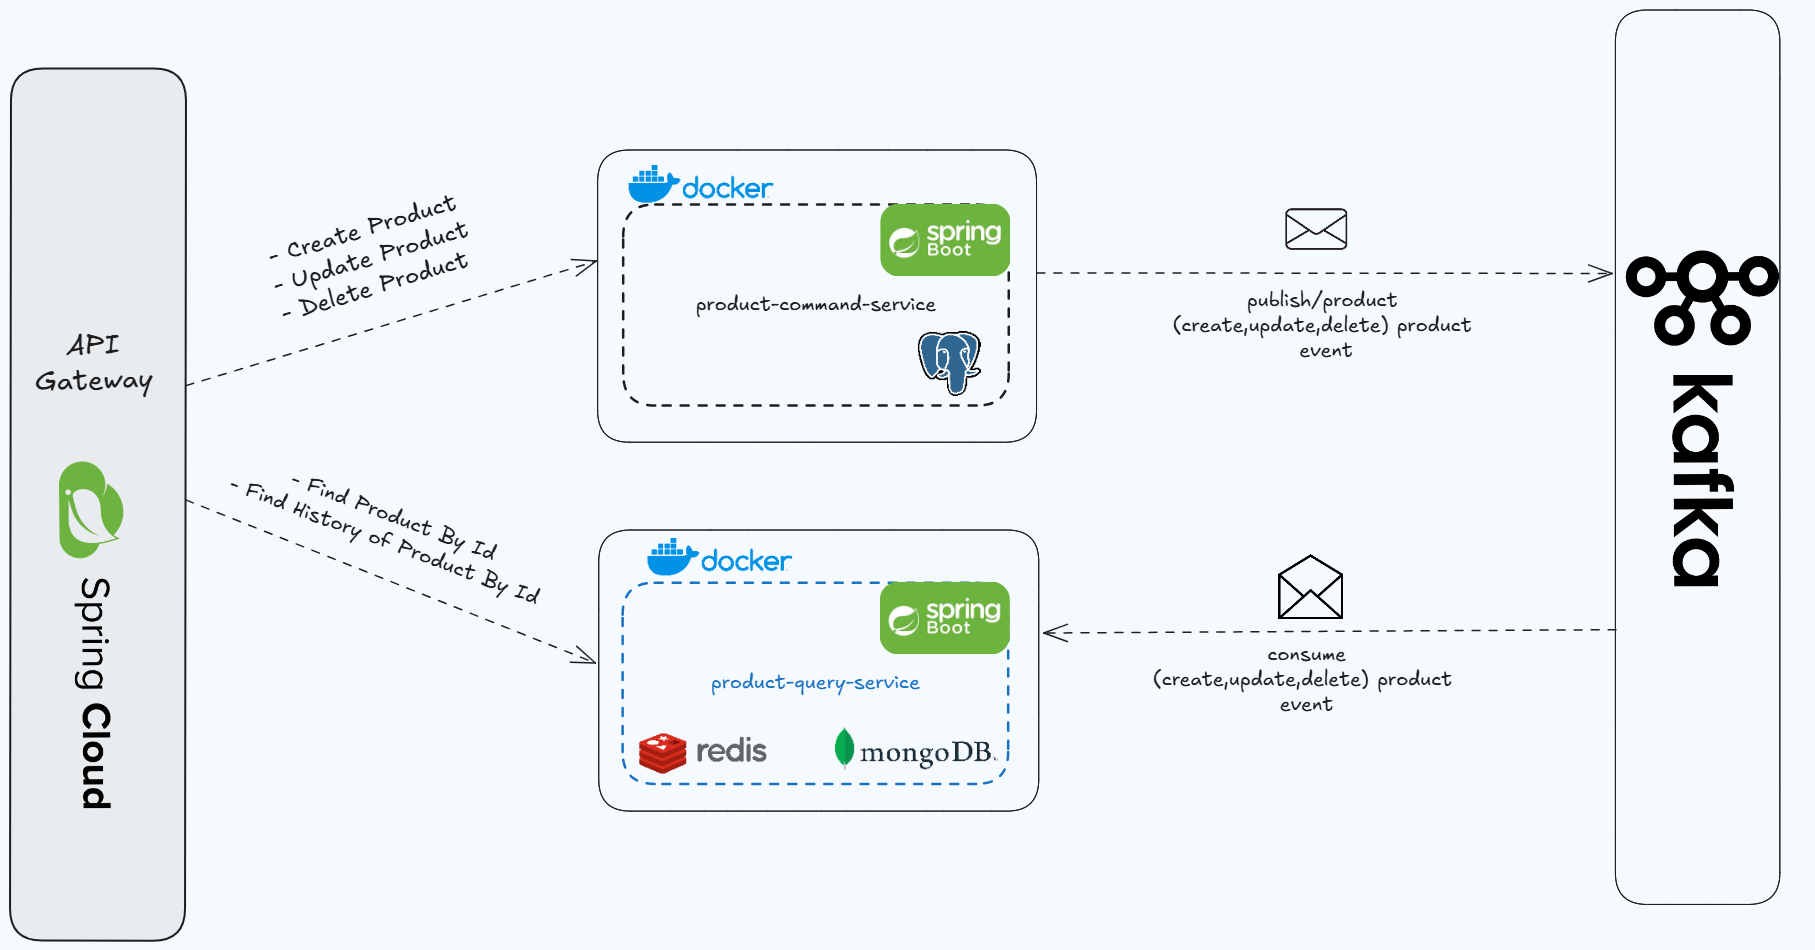 API
Gateway
Spring Cloud
- Create Product
- Update Product
- Delete Product
- Find Product By Id
- Find History of Product By Id
docker
spring
Boot
product-command-service
docker
spring
Boot
product-query-service
redis
mongoDB
publish/product
(create,update,delete) product
event
consume
(create,update,delete) product
event
kafka